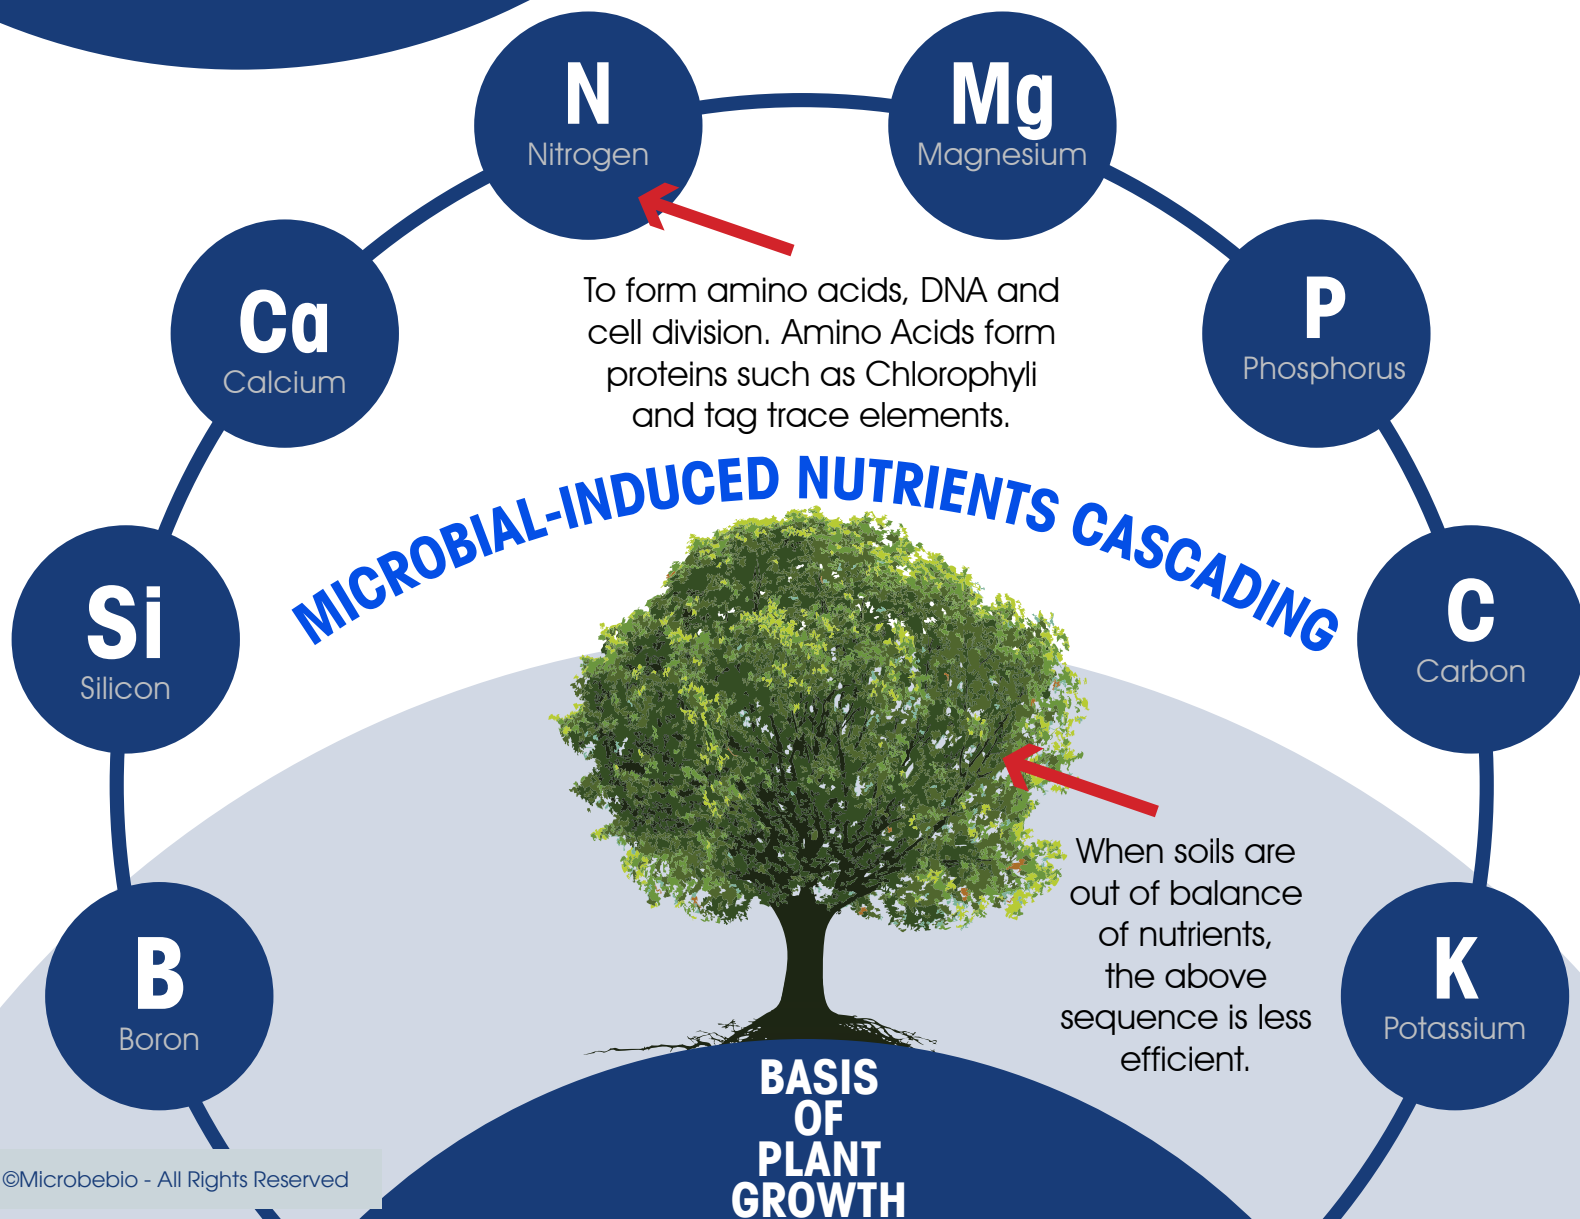 N
Nitrogen
Mg
Magnesium
Ca
Calcium
P
Phosphorus
To form amino acids, DNA and
cell division. Amino Acids form
proteins such as Chlorophyli
and tag trace elements.
MICROBIAL-INDUCED NUTRIENTS CASCADING
Si
Silicon
C
Carbon
When soils are
out of balance
of nutrients,
the above
sequence is less
efficient.
B
Boron
K
Potassium
BASIS
OF
PLANT
GROWTH
©Microbebio - All Rights Reserved